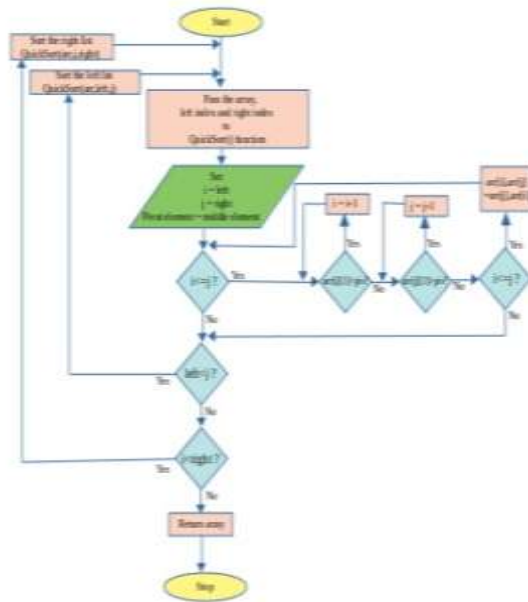 Start
Sort the right list
QuickSort(arr,i,right)
Sort the left list
QuickSort(arr,left,j)
Pass the array,
left index and right index
to
QuickSort() function
Set
i = left
j = right
Pivot element = middle element
i<=j ?
Yes
No
Yes
No
Yes
No
i<=j ?
Yes
No
left<j ?
Yes
No
i<right ?
Yes
No
Return array
Stop